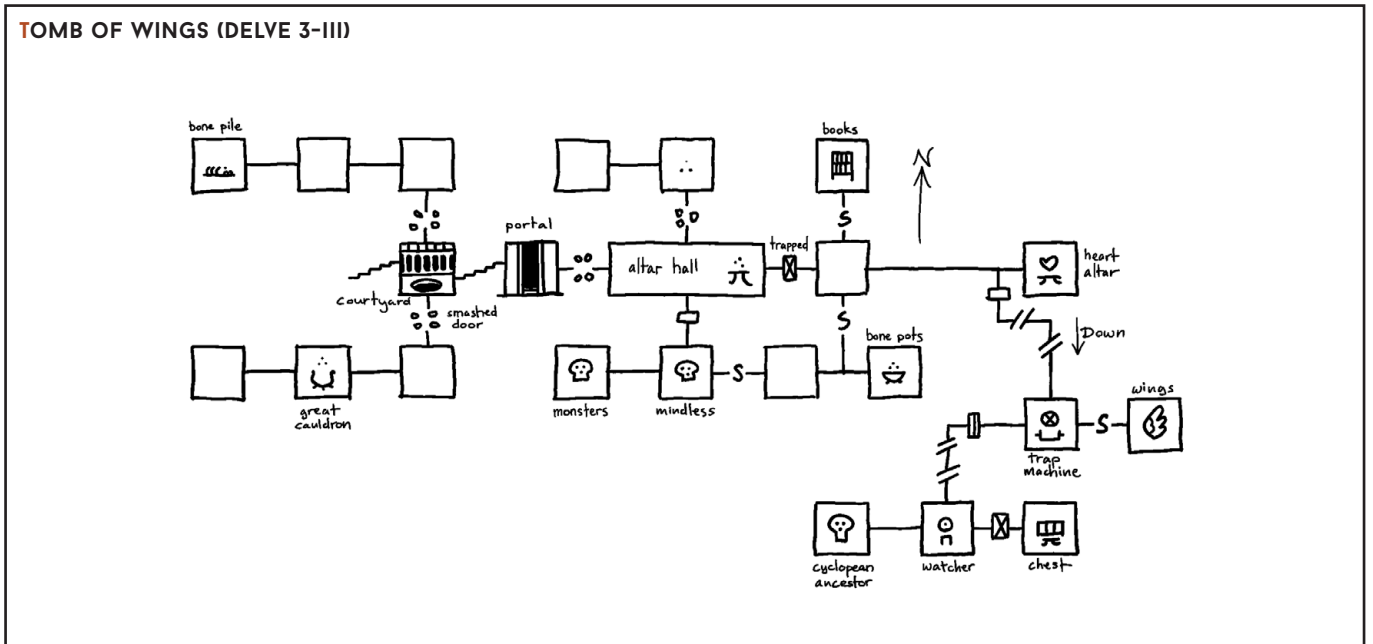 TOMB OF WINGS (DELVE 3-III)
bone pile
books
N
S
portal
trapped
altar hall
heart
altar
courtyard
smashed
door
S
Down
bone pots
S
great
cauldron
monsters
mindless
wings
S
trap
machine
cyclopean
ancestor
watcher
chest